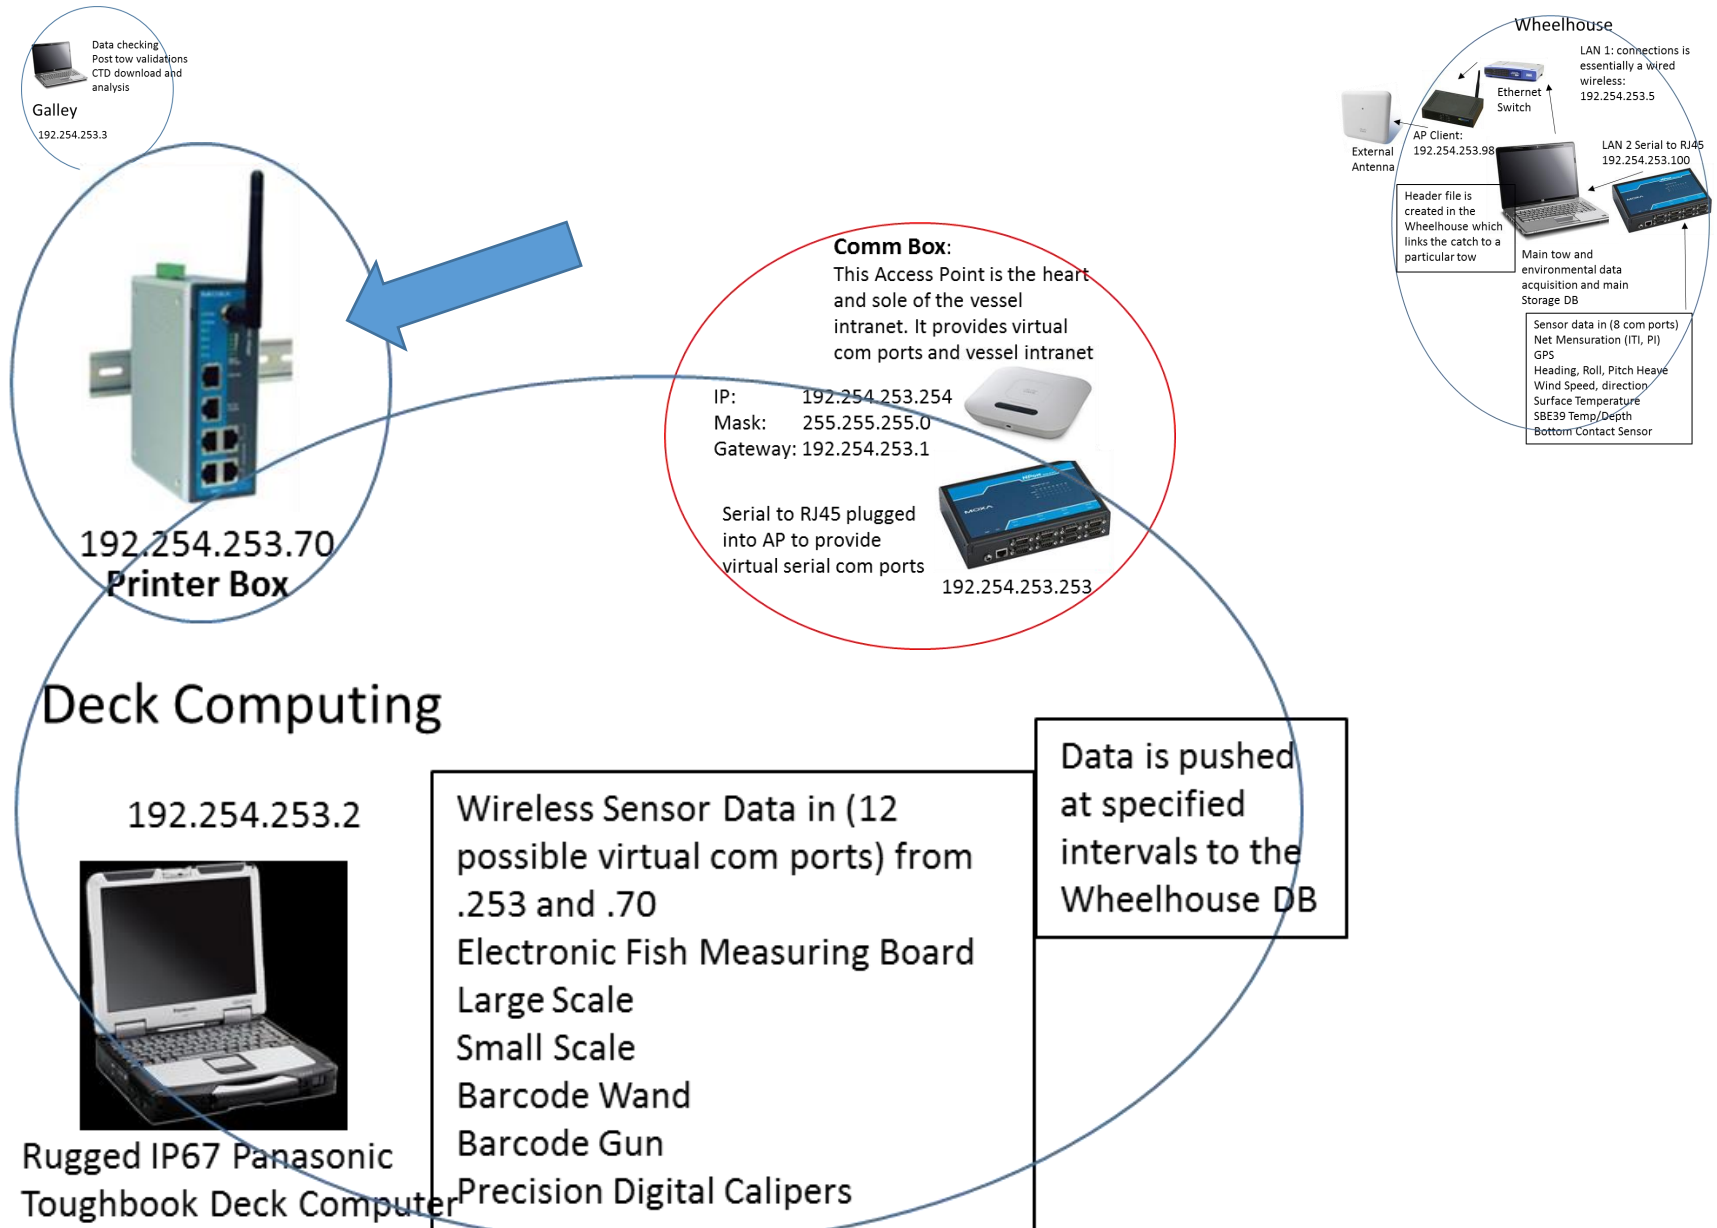 Data checking
Post tow validations
CTD download and
analysis
Galley
192.254.253.3
Wheelhouse
LAN 1: connections is
essentially a wired
wireless:
192.254.253.5
Ethernet
Switch
AP Client:
192.254.253.98
External
Antenna
LAN 2 Serial to RJ45
192.254.253.100
Header file is
created in the
Wheelhouse which
links the catch to a
particular tow
Main tow and
environmental data
acquisition and main
Storage DB
Sensor data in (8 com ports)
Net Mensuration (ITI, PI)
GPS
Heading, Roll, Pitch Heave
Wind Speed, direction
Surface Temperature
SBE39 Temp/Depth
Bottom Contact Sensor
Comm Box:
This Access Point is the heart
and sole of the vessel
intranet. It provides virtual
com ports and vessel intranet
IP: 192.254.253.254
Mask: 255.255.255.0
Gateway: 192.254.253.1
Serial to RJ45 plugged
into AP to provide
virtual serial com ports
MOXA
192.254.253.253
192.254.253.70
Printer Box
Deck Computing
192.254.253.2
Panasonic
Rugged IP67 Panasonic
Toughbook Deck Computer
Wireless Sensor Data in (12
possible virtual com ports) from
.253 and .70
Electronic Fish Measuring Board
Large Scale
Small Scale
Barcode Wand
Barcode Gun
Precision Digital Calipers
Data is pushed
at specified
intervals to the
Wheelhouse DB